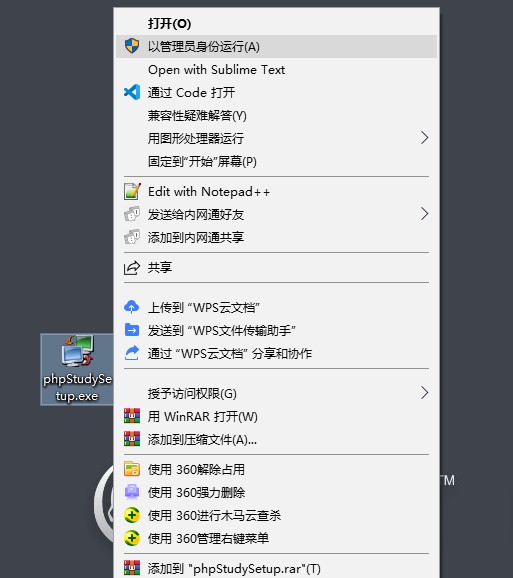 打开(O)
以管理员身份运行(A)
Open with Sublime Text
通过 Code 打开
兼容性疑难解答(Y)
用图形处理器运行
固定到“开始”屏幕(P)
Edit with Notepad++
发送给内网通好友
添加到内网通共享
共享
上传到 “WPS云文档”
发送到 “WPS文件传输助手”
通过 “WPS云文档” 分享和协作
授予访问权限(G)
用 WinRAR 打开(W)
添加到压缩文件(A)...
使用 360解除占用
使用 360强力删除
使用 360进行木马云查杀
使用 360管理右键菜单
添加到 "phpStudySetup.rar"(T)
phpStudySe
tup.exe
TM